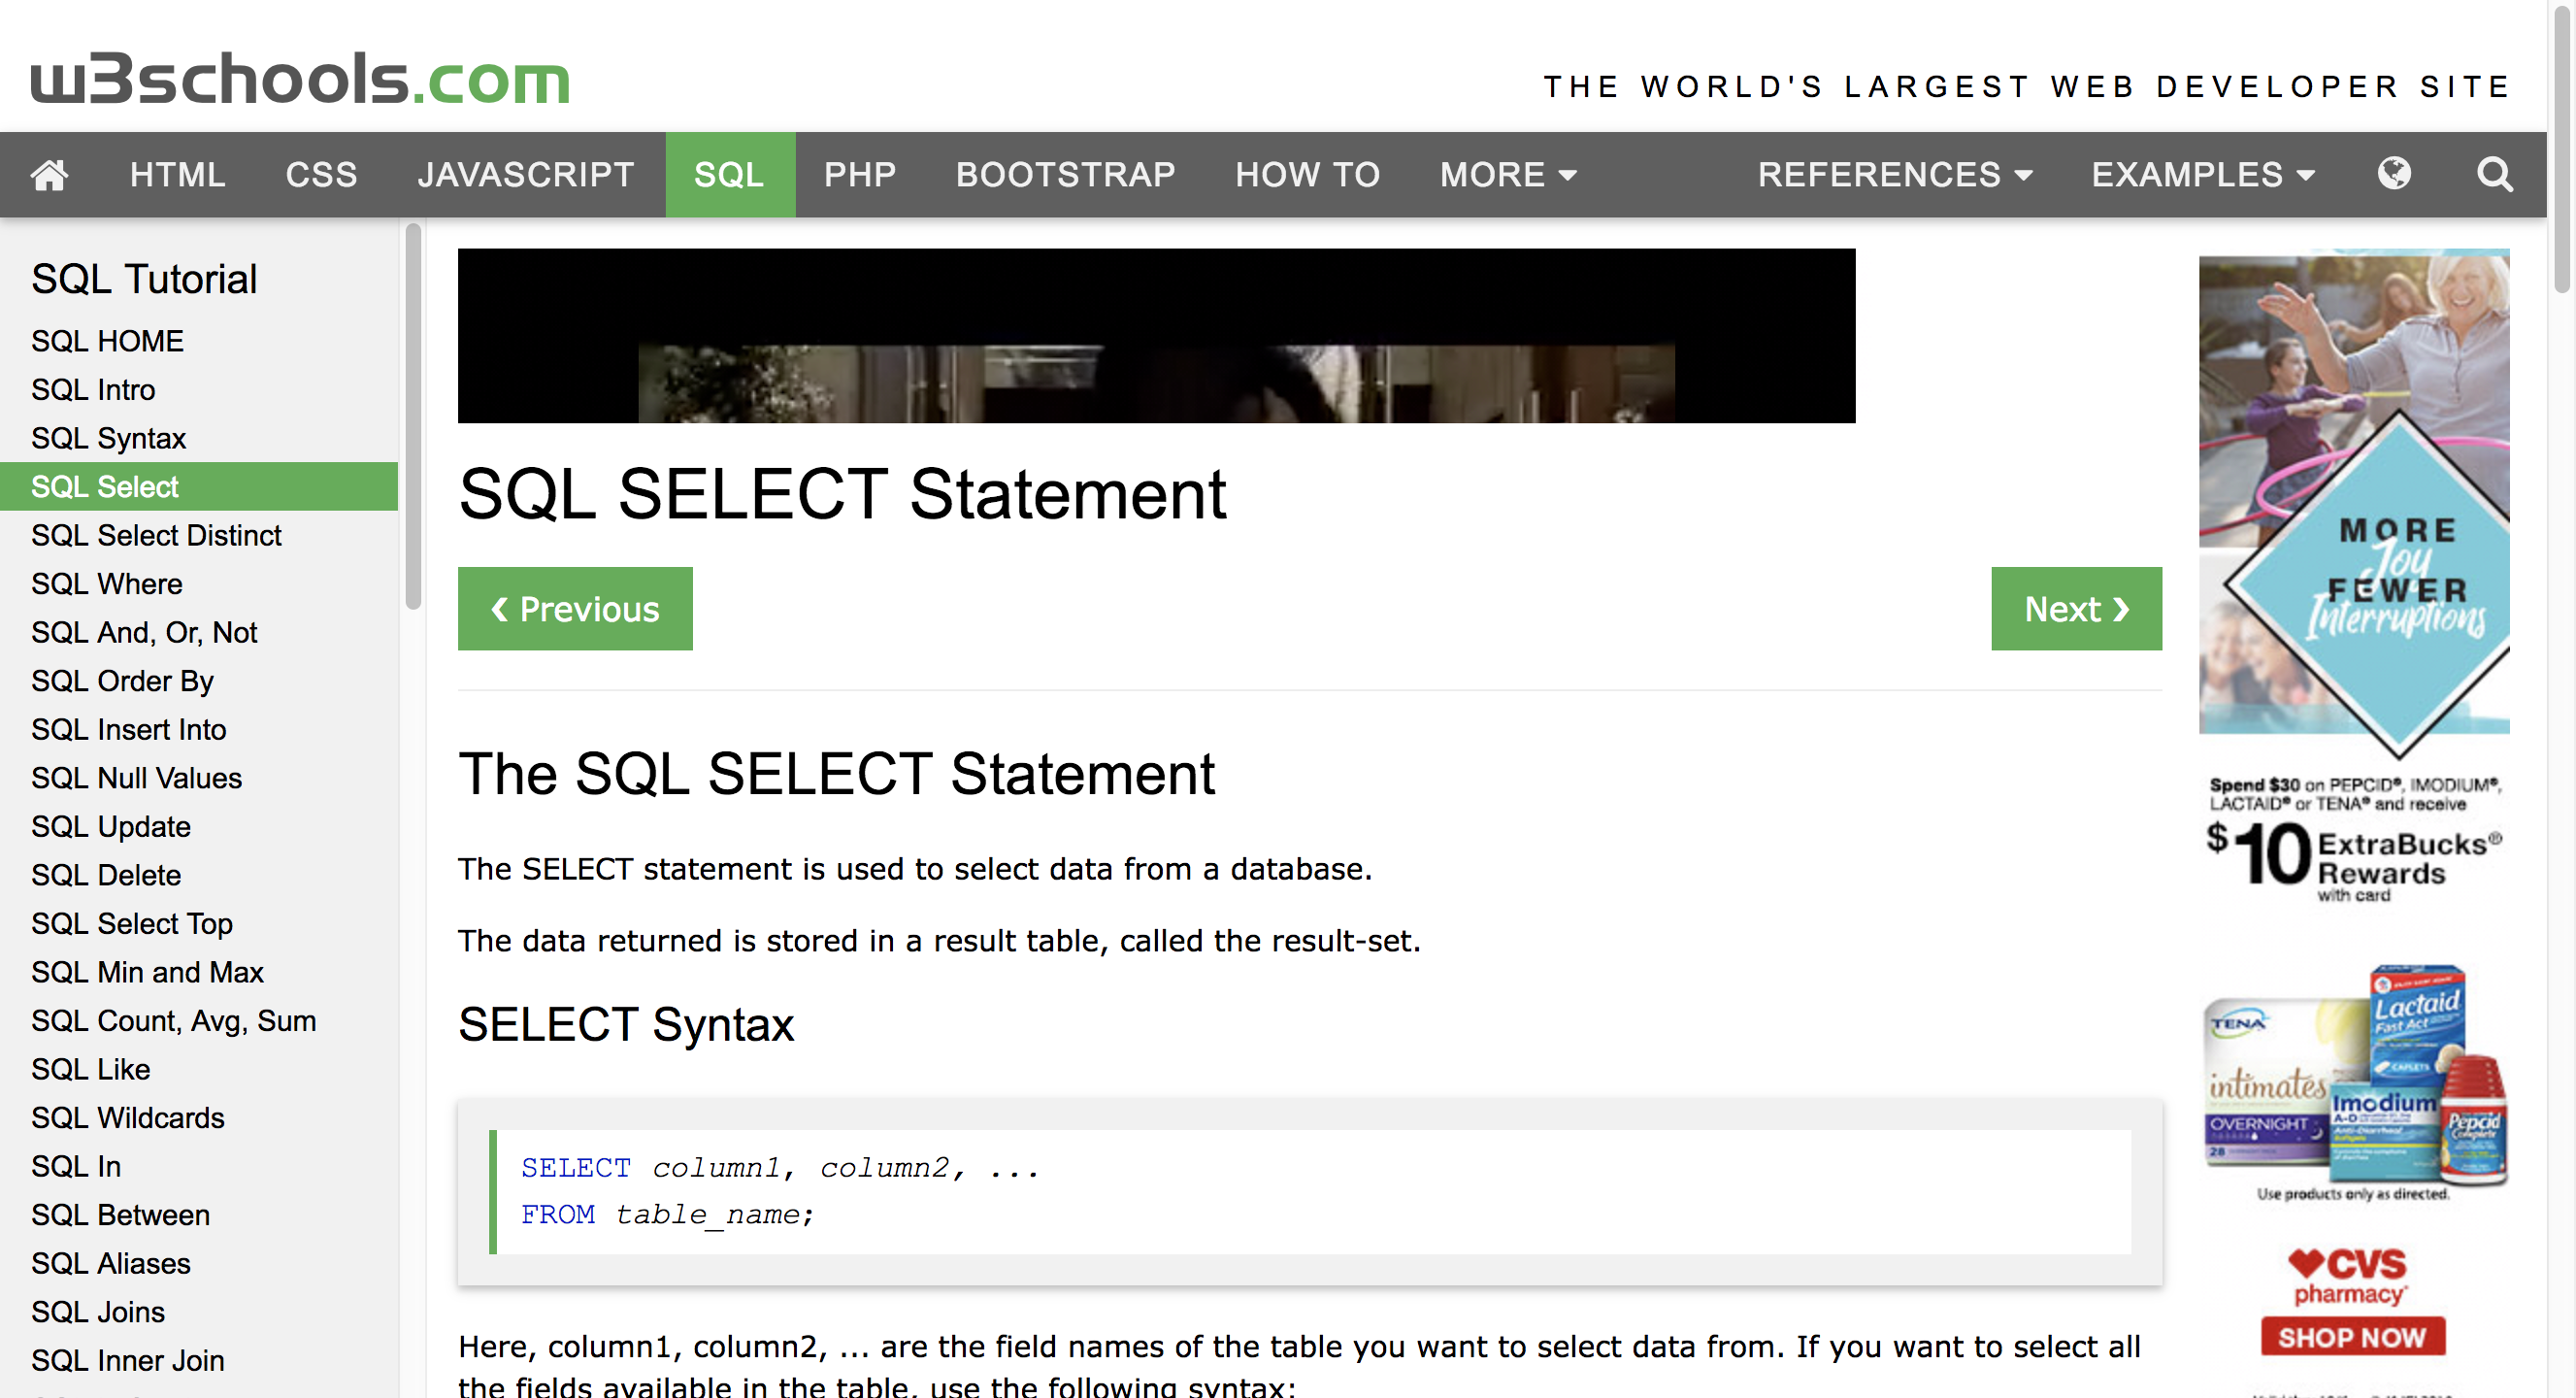 w3schools.com
THE WORLD'S LARGEST WEB DEVELOPER SITE
HTML CSS JAVASCRIPT SQL PHP BOOTSTRAP HOW TO MORE REFERENCES EXAMPLES
SQL Tutorial
SQL HOME
SQL Intro
SQL Syntax
SQL Select
SQL Select Distinct
SQL Where
SQL And, Or, Not
SQL Order By
SQL Insert Into
SQL Null Values
SQL Update
SQL Delete
SQL Select Top
SQL Min and Max
SQL Count, Avg, Sum
SQL Like
SQL Wildcards
SQL In
SQL Between
SQL Aliases
SQL Joins
SQL Inner Join
SQL SELECT Statement
❮ Previous
Next ❯
The SQL SELECT Statement
The SELECT statement is used to select data from a database.
The data returned is stored in a result table, called the result-set.
SELECT Syntax
SELECT column1, column2, ...
FROM table_name;
Here, column1, column2, ... are the field names of the table you want to select data from. If you want to select all
the fields available in the table, use the following syntax:
MORE
Joy
FEWER
Interruptions
Spend $30 on PEPCID®, IMODIUM®,
LACTAID® or TENA® and receive
$10 ExtraBucks®
Rewards
with card
TENA
intimates
OVERNIGHT
28
Lactaid
Fast Act
CAPLETS
Imodium
A-D
Pepcid
Complete
Use products only as directed.
CVS
pharmacy
SHOP NOW